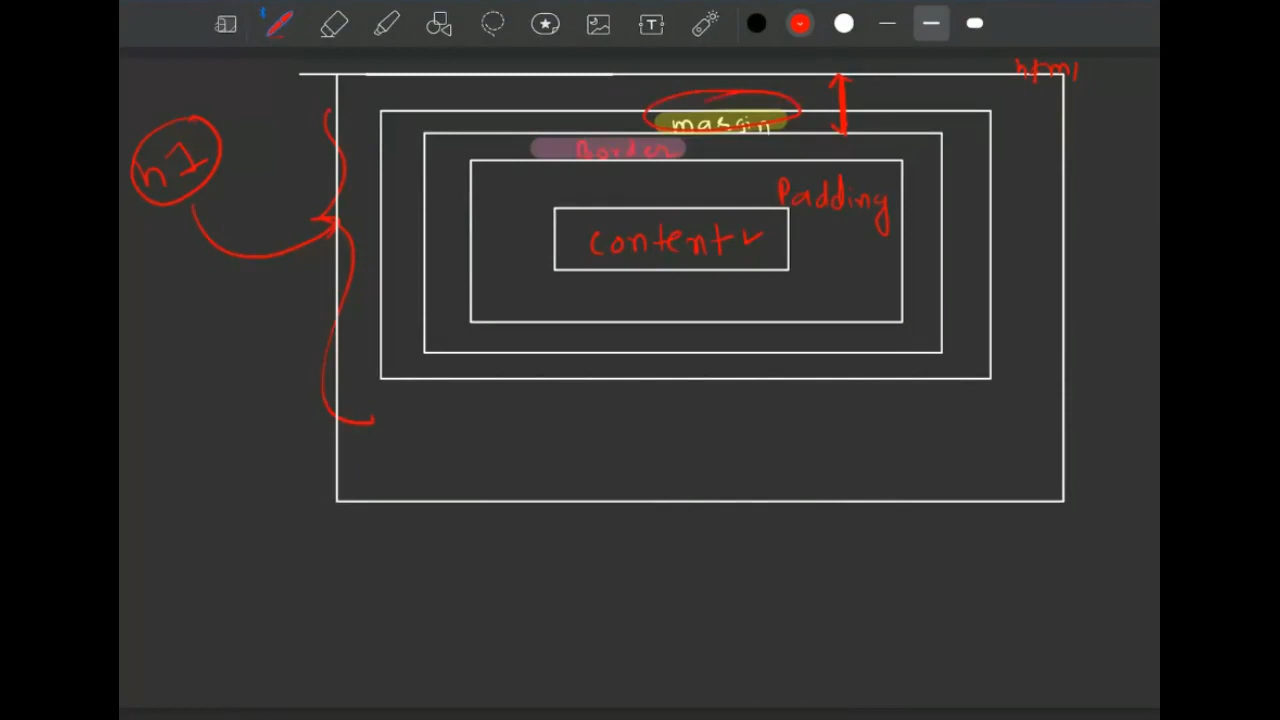 html
margin
Border
h1
Padding
content